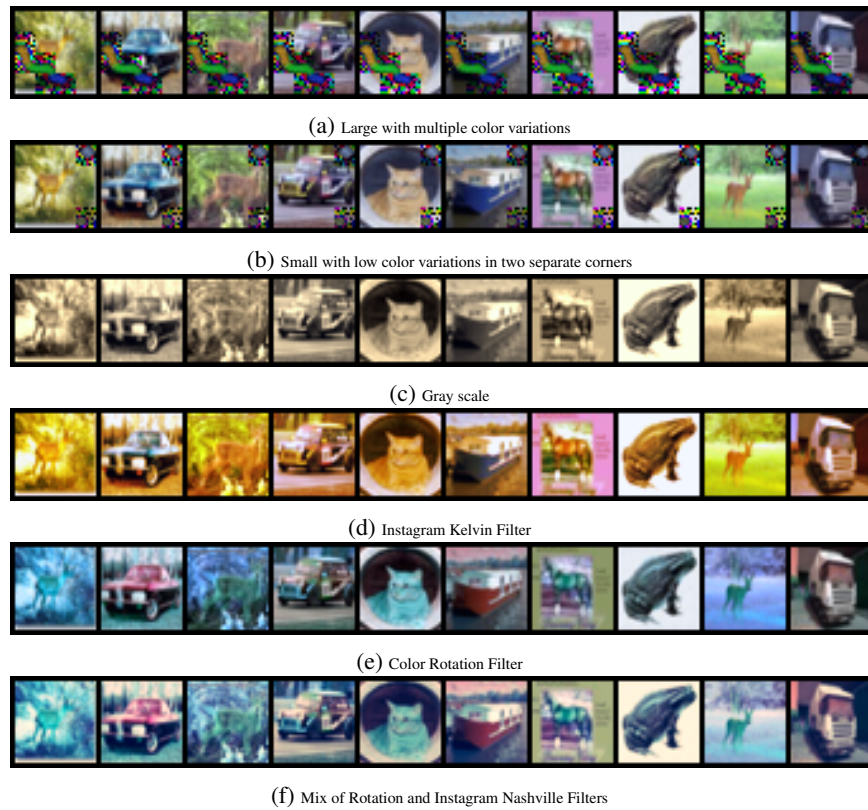 (a) Large with multiple color variations
(b) Small with low color variations in two separate corners
(c) Gray scale
(d) Instagram Kelvin Filter
(e) Color Rotation Filter
(f) Mix of Rotation and Instagram Nashville Filters